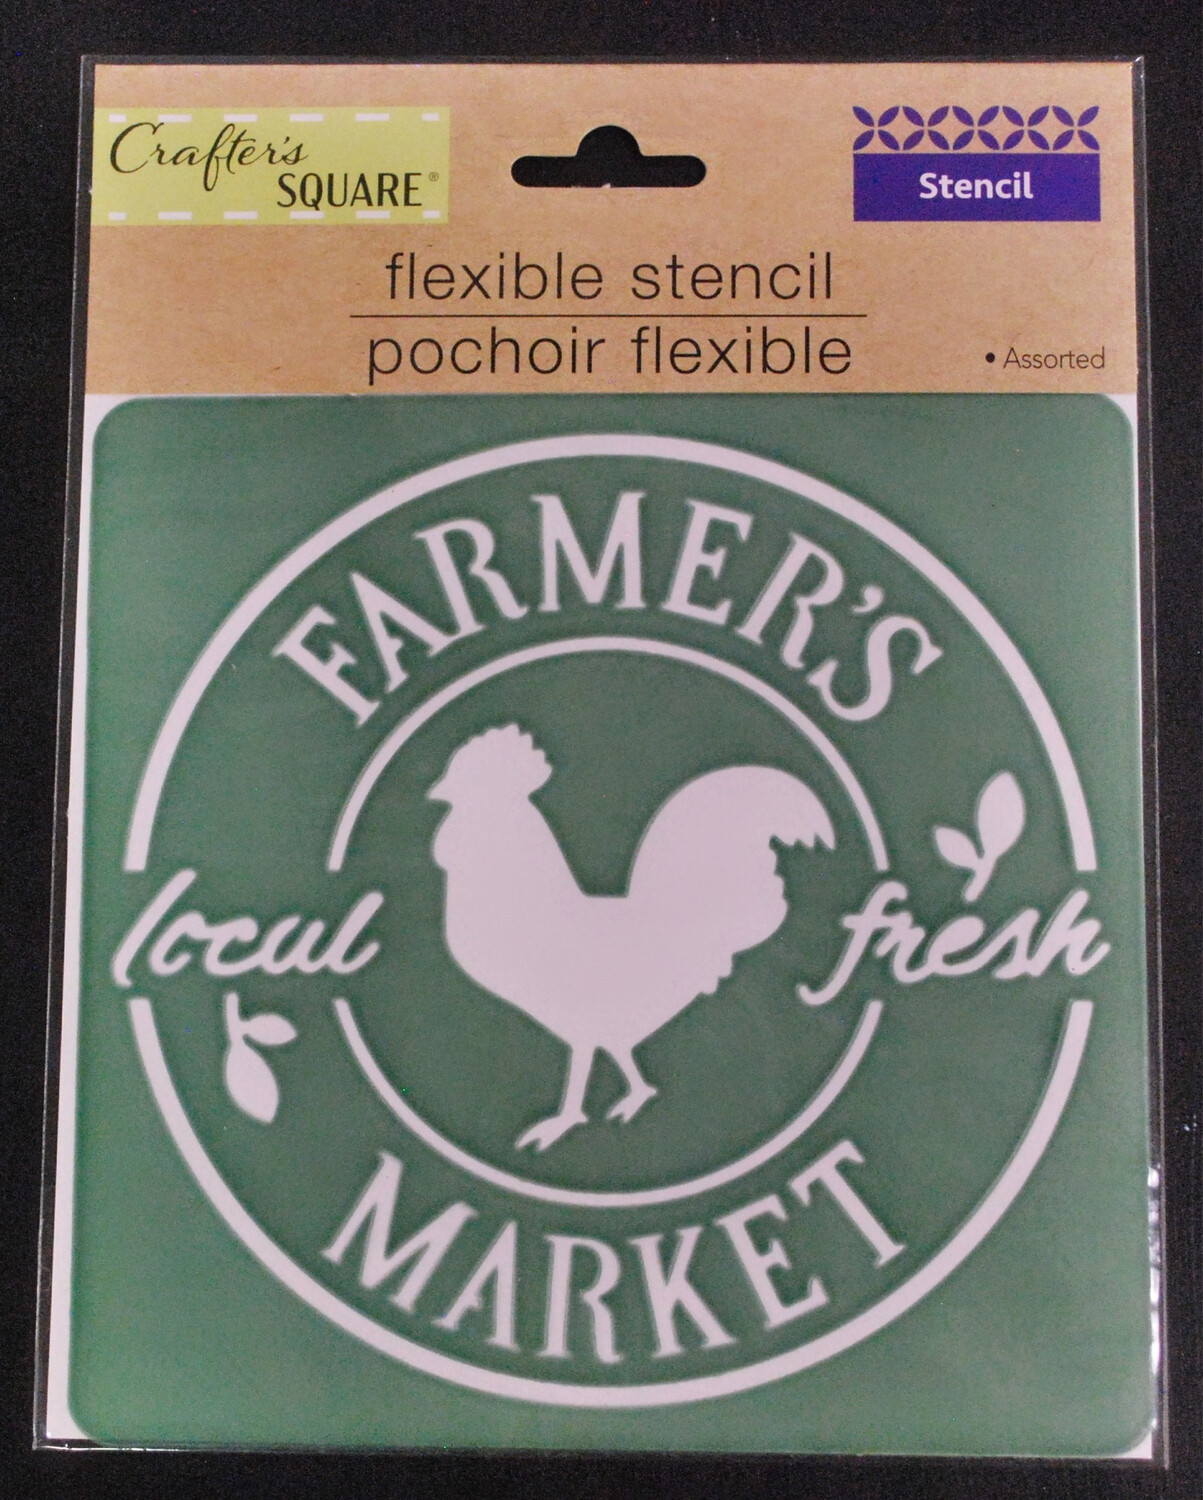 Crafter's
SQUARE®
Stencil
flexible stencil
pochoir flexible
• Assorted
FARMER'S
local
fresh
MARKET